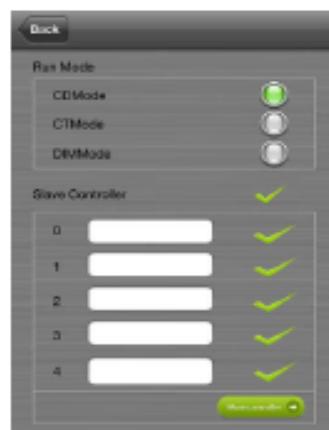 Back
Run Mode
CDMode
CTMode
DIMMode
Slave Controller
0
1
2
3
4